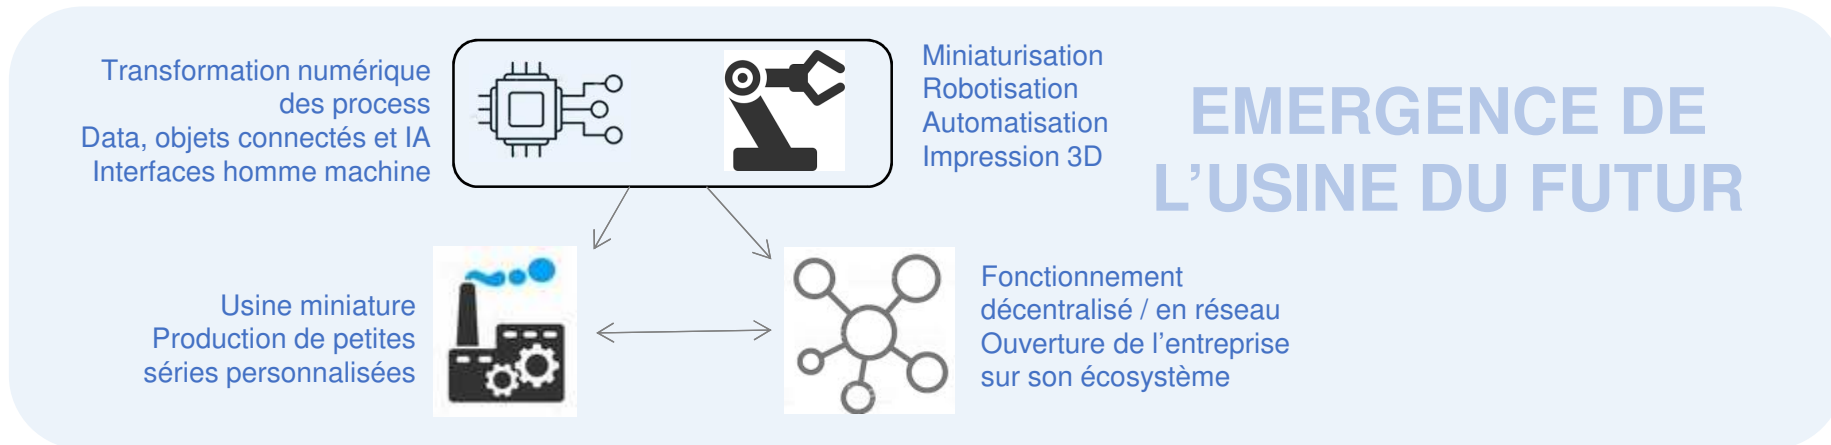 Transformation numérique
des process
Data, objets connectés et IA
Interfaces homme machine
Miniaturisation
Robotisation
Automatisation
Impression 3D
EMERGENCE DE
L’USINE DU FUTUR
Usine miniature
Production de petites
séries personnalisées
Fonctionnement
décentralisé / en réseau
Ouverture de l’entreprise
sur son écosystème